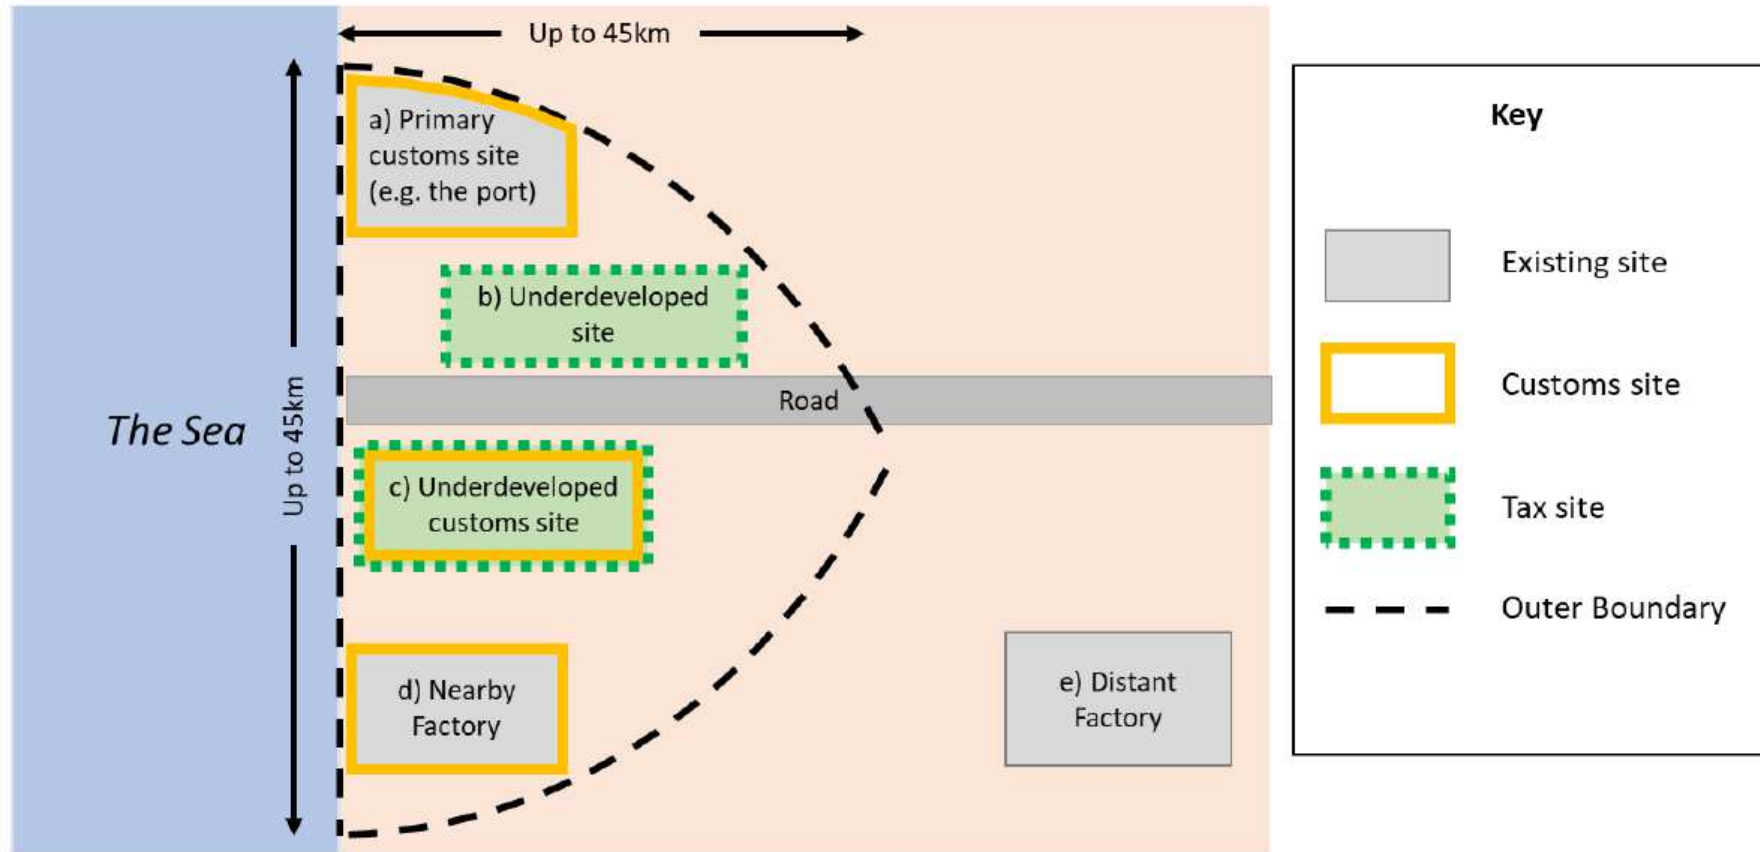 Up to 45km
a) Primary
customs site
(e.g. the port)
b) Underdeveloped
site
Road
The Sea
Up to 45km
c) Underdeveloped
customs site
d) Nearby
Factory
e) Distant
Factory
Key
Existing site
Customs site
Tax site
Outer Boundary